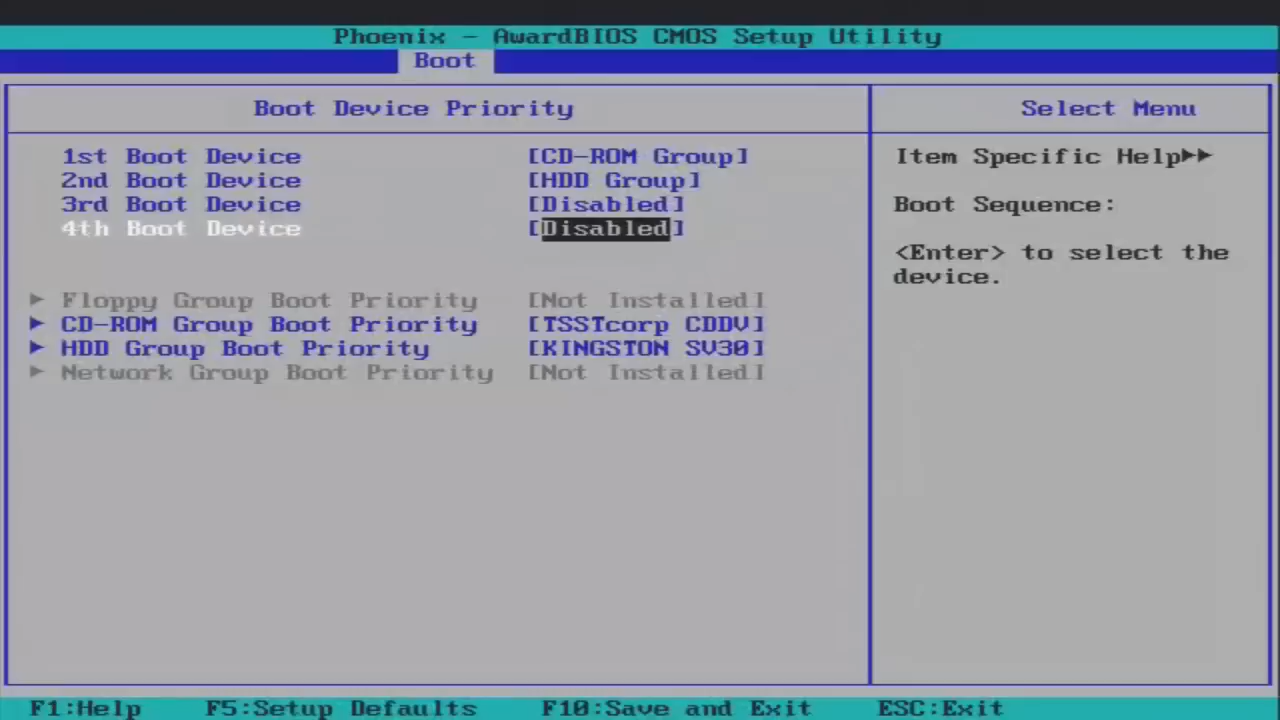 Phoenix - AwardBIOS CMOS Setup Utility
Boot
Boot Device Priority
Select Menu
1st Boot Device [CD-ROM Group]
2nd Boot Device [HDD Group]
3rd Boot Device [Disabled]
4th Boot Device [Disabled]
Floppy Group Boot Priority [Not Installed]
CD-ROM Group Boot Priority [TSSTcorp CDDV]
HDD Group Boot Priority [KINGSTON SV30]
Network Group Boot Priority [Not Installed]
Item Specific Help
Boot Sequence:
<Enter> to select the
device.
F1:Help F5:Setup Defaults F10:Save and Exit ESC:Exit